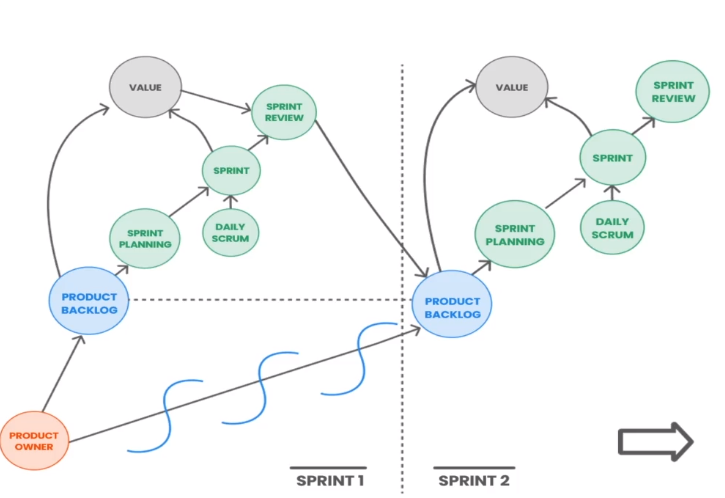 VALUE
SPRINT
REVIEW
SPRINT
SPRINT
PLANNING
DAILY
SCRUM
PRODUCT
BACKLOG
PRODUCT
OWNER
SPRINT 1
VALUE
SPRINT
REVIEW
SPRINT
SPRINT
PLANNING
DAILY
SCRUM
PRODUCT
BACKLOG
SPRINT 2